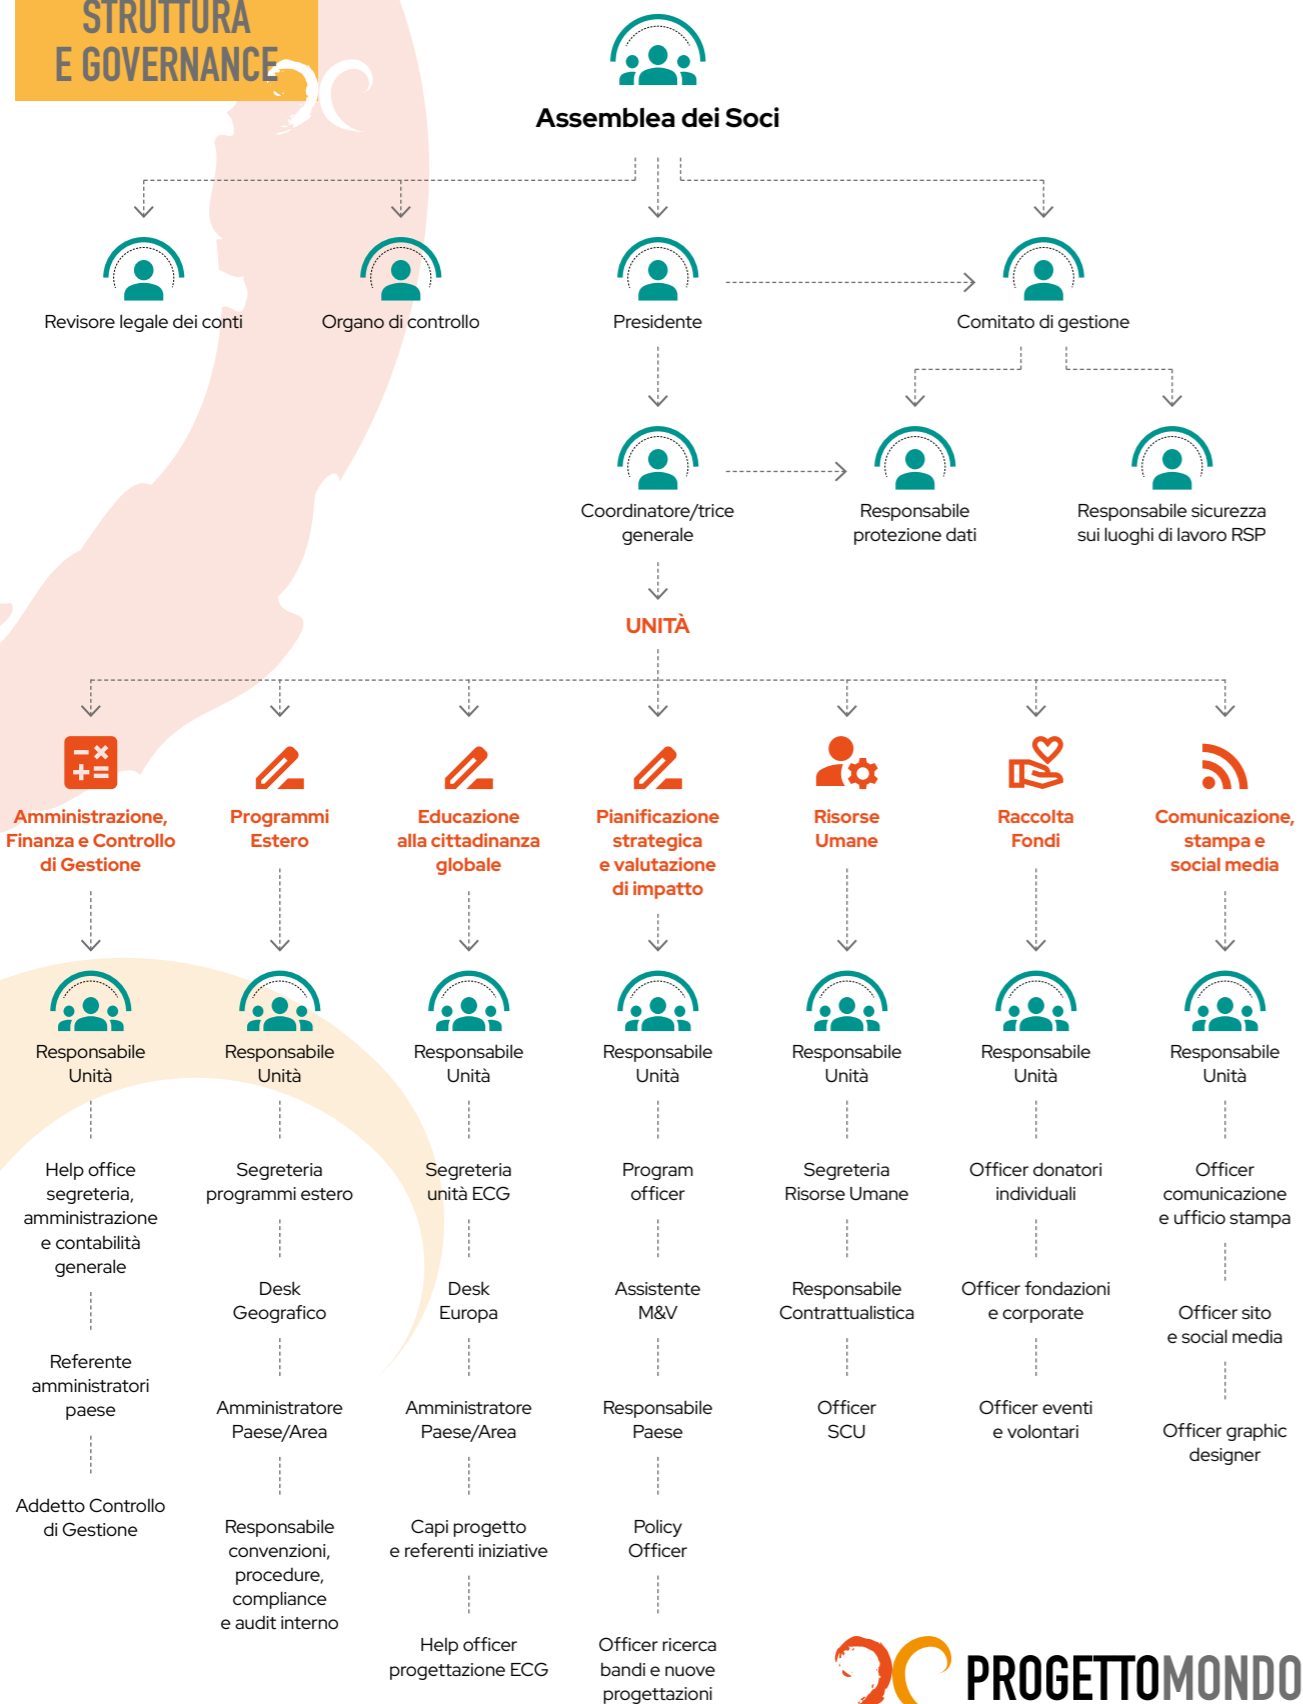 STRUTTURA
E GOVERNANCE
Assemblea dei Soci
Revisore legale dei conti
Organo di controllo
Presidente
Comitato di gestione
Coordinatore/trice
generale
Responsabile
protezione dati
Responsabile sicurezza
sui luoghi di lavoro RSP
UNITÀ
Amministrazione,
Finanza e Controllo
di Gestione
Responsabile
Unità
Help office
segreteria,
amministrazione
e contabilità
generale
Referente
amministratori
paese
Addetto Controllo
di Gestione
Programmi
Estero
Responsabile
Unità
Segreteria
programmi estero
Desk
Geografico
Amministratore
Paese/Area
Responsabile
convenzioni,
procedure,
compliance
e audit interno
Educazione
alla cittadinanza
globale
Responsabile
Unità
Segreteria
unità ECG
Desk
Europa
Amministratore
Paese/Area
Capi progetto
e referenti iniziative
Help officer
progettazione ECG
Pianificazione
strategica
e valutazione
di impatto
Responsabile
Unità
Program
officer
Assistente
M&V
Responsabile
Paese
Policy
Officer
Officer ricerca
bandi e nuove
progettazioni
Risorse
Umane
Responsabile
Unità
Segreteria
Risorse Umane
Responsabile
Contrattualistica
Officer
SCU
Raccolta
Fondi
Responsabile
Unità
Officer donatori
individuali
Officer fondazioni
e corporate
Officer eventi
e volontari
Comunicazione,
stampa e
social media
Responsabile
Unità
Officer
comunicazione
e ufficio stampa
Officer sito
e social media
Officer graphic
designer
PROGETTOMONDO